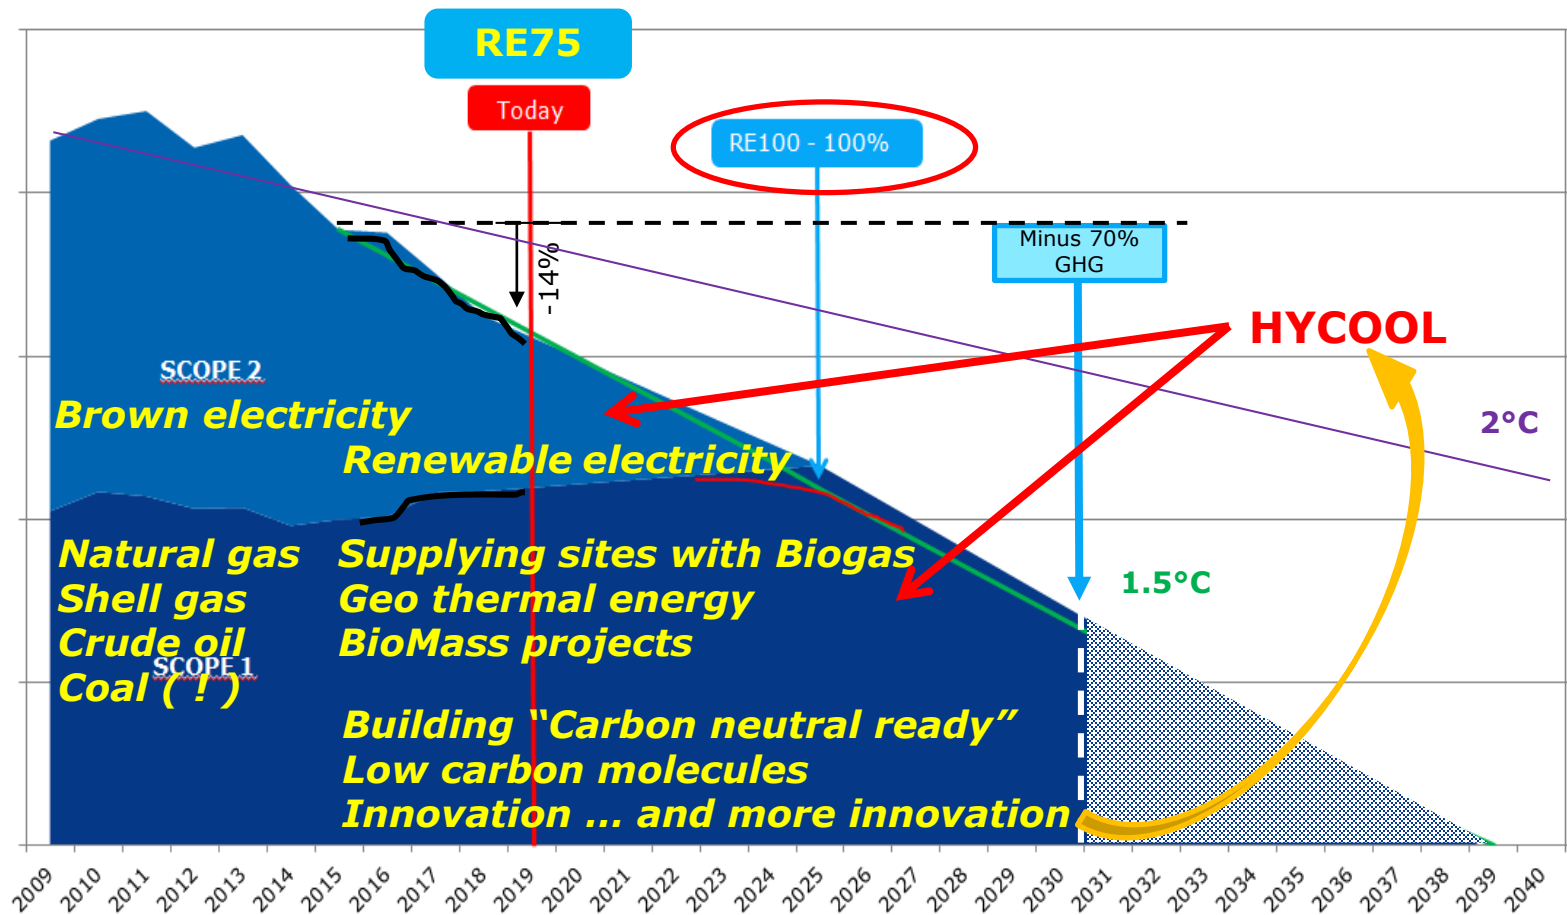 RE75
Today
RE100 - 100%
Minus 70%
GHG
-14%
HYCOOL
SCOPE 2
Brown electricity
2°C
Renewable electricity
Natural gas
Shell gas
Crude oil
SCOPE 1
Coal ( ! )
Supplying sites with Biogas
Geo thermal energy
BioMass projects
1.5°C
Building “Carbon neutral ready”
Low carbon molecules
Innovation … and more innovation
2009 2010 2011 2012 2013 2014 2015 2016 2017 2018 2019 2020 2021 2022 2023 2024 2025 2026 2027 2028 2029 2030 2031 2032 2033 2034 2035 2036 2037 2038 2039 2040